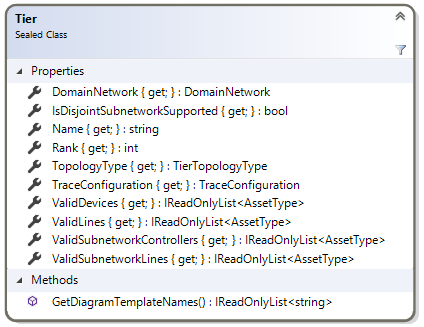 Tier
Sealed Class
Properties
DomainNetwork { get; } : DomainNetwork
IsDisjointSubnetworkSupported { get; } : bool
Name { get; } : string
Rank { get; } : int
TopologyType { get; } : TierTopologyType
TraceConfiguration { get; } : TraceConfiguration
ValidDevices { get; } : IReadOnlyList<AssetType>
ValidLines { get; } : IReadOnlyList<AssetType>
ValidSubnetworkControllers { get; } : IReadOnlyList<AssetType>
ValidSubnetworkLines { get; } : IReadOnlyList<AssetType>
Methods
GetDiagramTemplateNames() : IReadOnlyList<string>